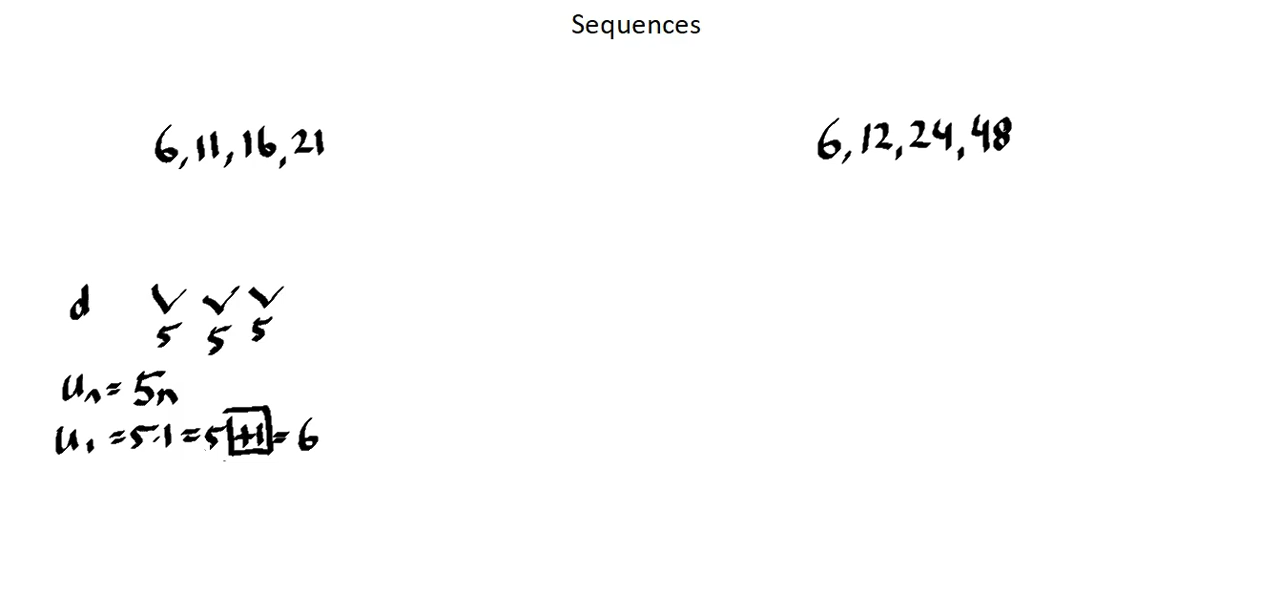 Sequences
6, 11, 16, 21
6, 12, 24, 48
d
5 5 5
un = 5n
u1 = 5·1 = 5 +1 = 6